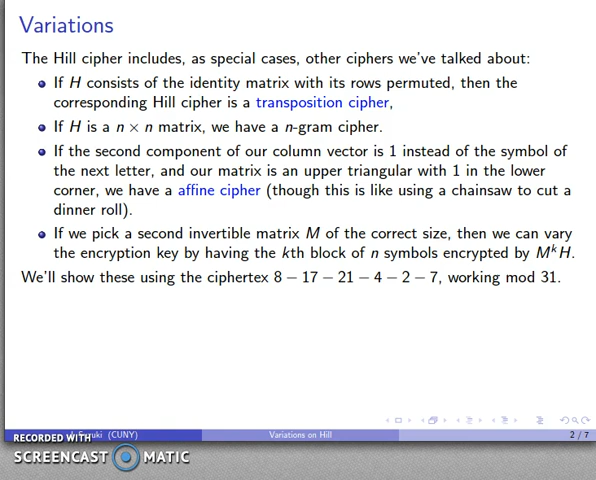 Variations
The Hill cipher includes, as special cases, other ciphers we've talked about:
If H consists of the identity matrix with its rows permuted, then the
corresponding Hill cipher is a transposition cipher,
If H is a n × n matrix, we have a n-gram cipher.
If the second component of our column vector is 1 instead of the symbol of
the next letter, and our matrix is an upper triangular with 1 in the lower
corner, we have a affine cipher (though this is like using a chainsaw to cut a
dinner roll).
If we pick a second invertible matrix M of the correct size, then we can vary
the encryption key by having the kth block of n symbols encrypted by MᵏH.
We'll show these using the ciphertex 8 − 17 − 21 − 4 − 2 − 7, working mod 31.
(CUNY) Variations on Hill 2 / 7
RECORDED WITH
SCREENCAST MATIC